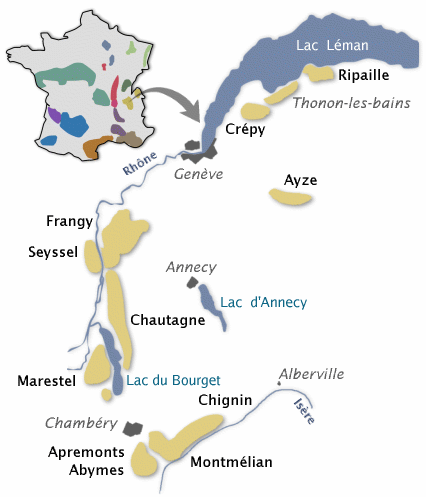 Lac Léman
Ripaille
Thonon-les-bains
Crépy
Rhône
Genève
Ayze
Frangy
Seyssel
Annecy
Lac d'Annecy
Chautagne
Marestel
Lac du Bourget
Alberville
Chignin
Isère
Chambéry
Apremonts
Abymes
Montmélian